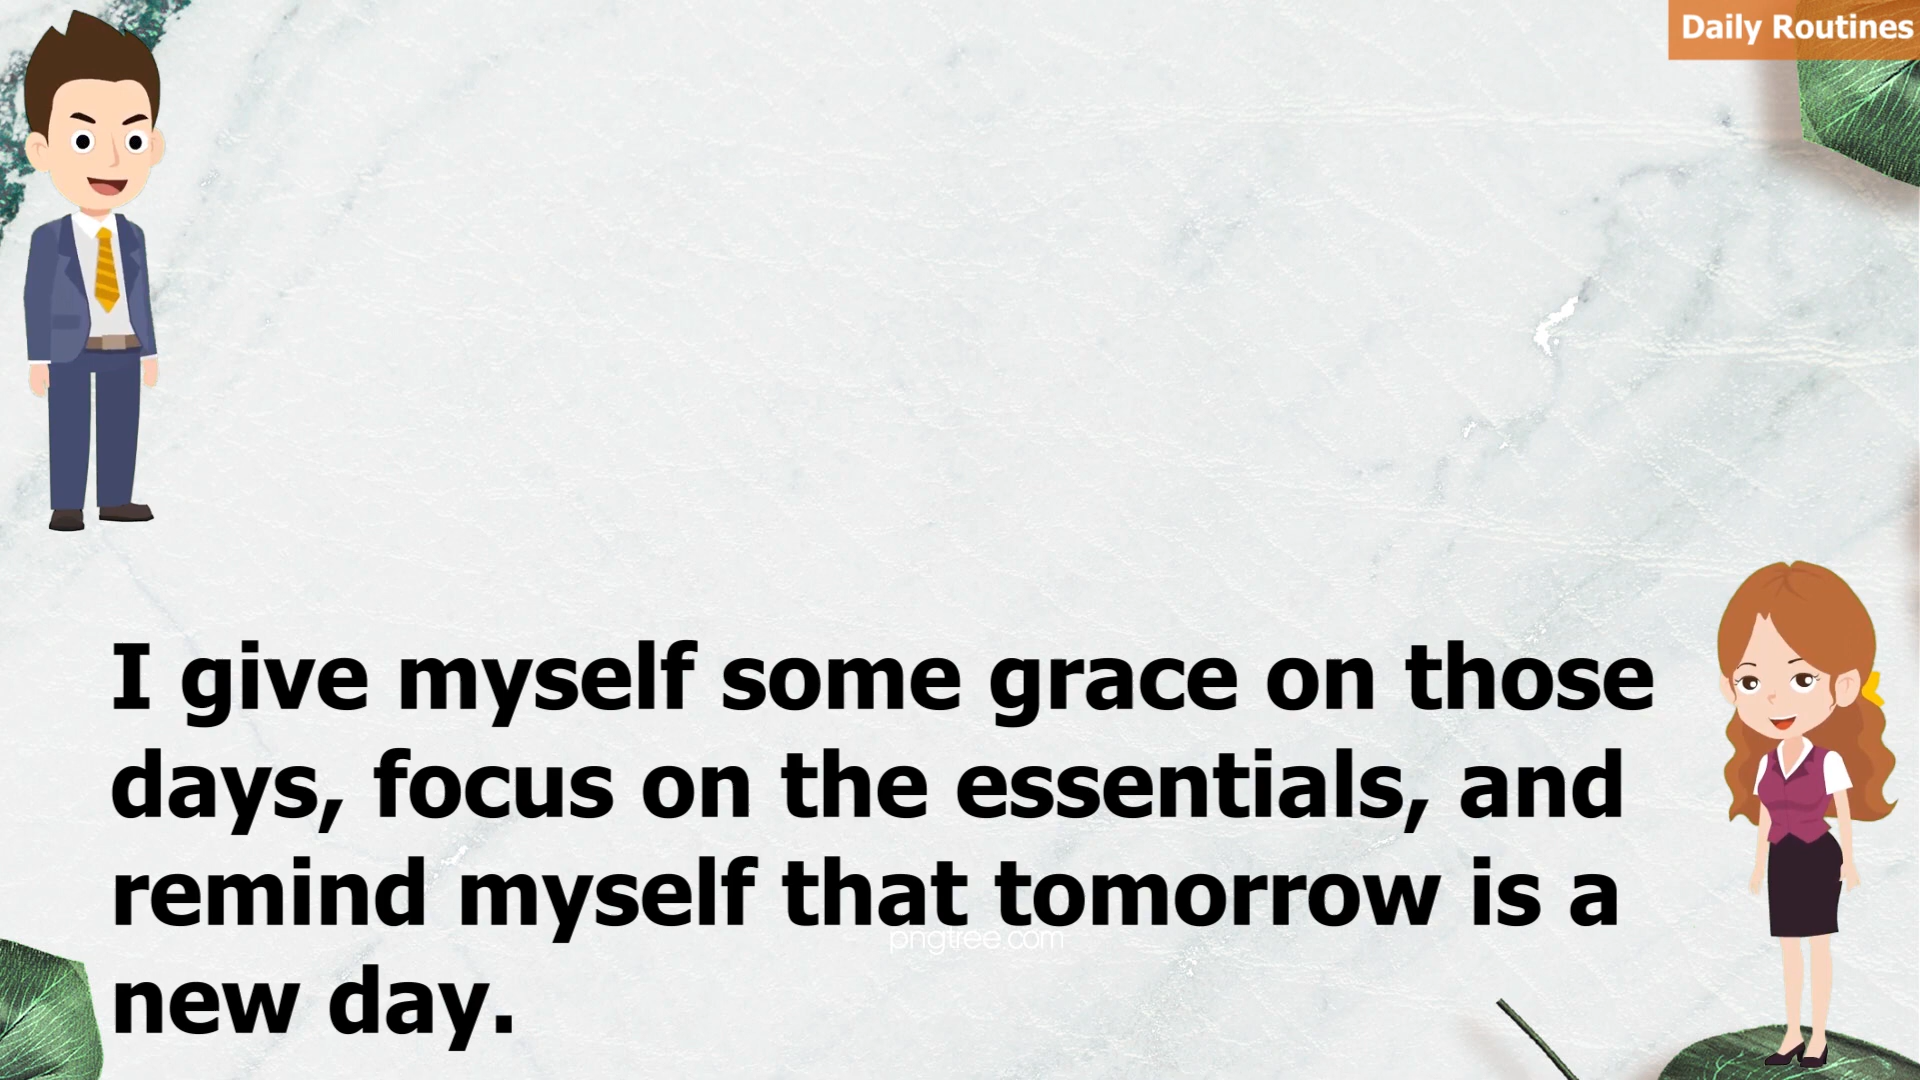 Daily Routines
I give myself some grace on those
days, focus on the essentials, and
remind myself that tomorrow is a
pngtree.com
new day.